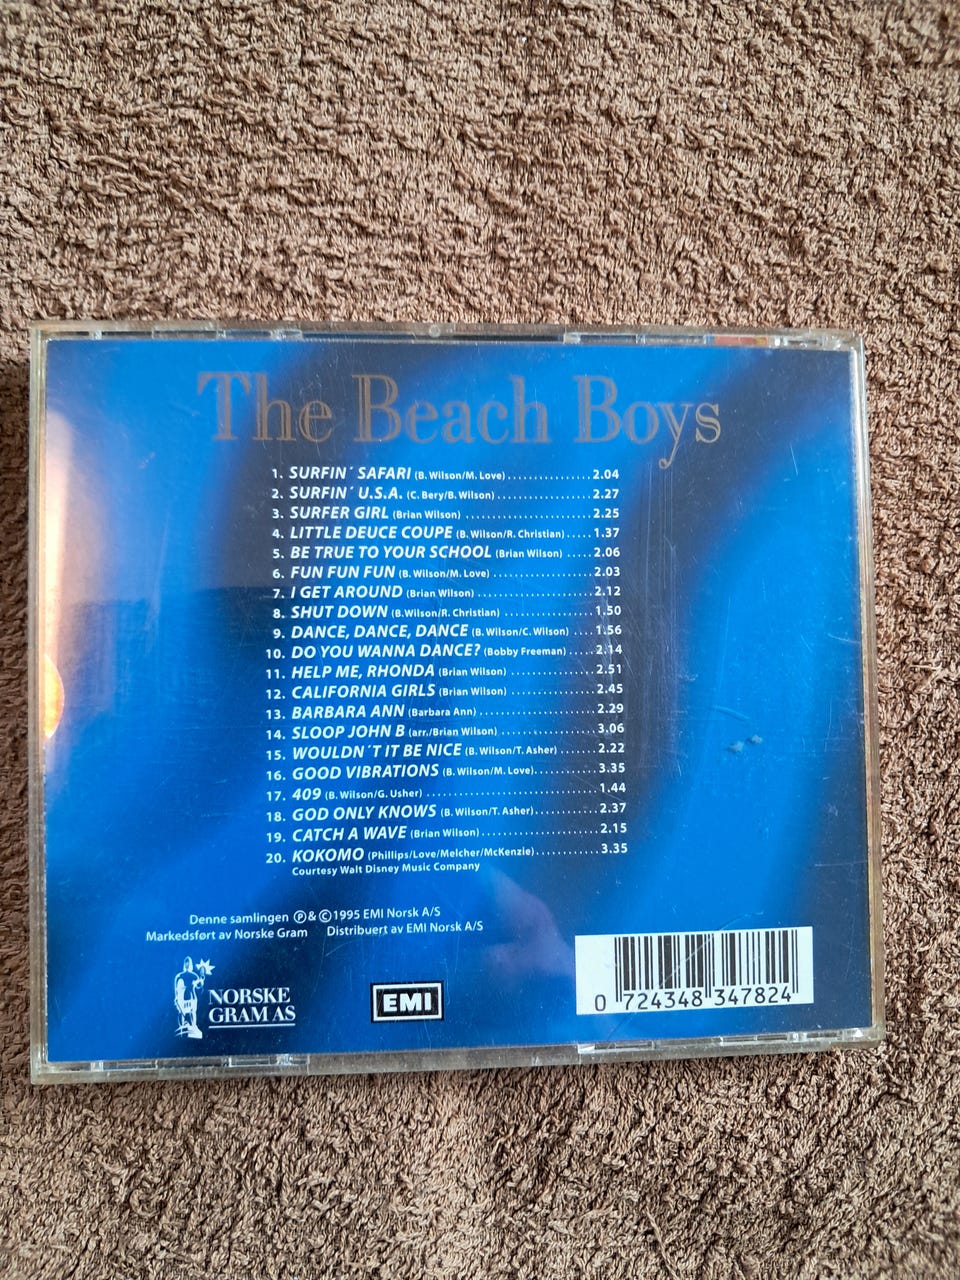 The Beach Boys
1. SURFIN´ SAFARI (B. Wilson/M. Love)................2.04
2. SURFIN´ U.S.A. (C. Bery/B. Wilson) ..................2.27
3. SURFER GIRL (Brian Wilson) ........................2.25
4. LITTLE DEUCE COUPE (B. Wilson/R. Christian).....1.37
5. BE TRUE TO YOUR SCHOOL (Brian Wilson) .....2.06
6. FUN FUN FUN (B. Wilson/M. Love) ...................2.03
7. I GET AROUND (Brian Wilson) .......................2.12
8. SHUT DOWN (B.Wilson/R. Christian) .................1.50
9. DANCE, DANCE, DANCE (B. Wilson/C. Wilson) ....1.56
10. DO YOU WANNA DANCE? (Bobby Freeman) .....2.14
11. HELP ME, RHONDA (Brian Wilson) .................2.51
12. CALIFORNIA GIRLS (Brian Wilson) .................2.45
13. BARBARA ANN (Barbara Ann) ......................2.29
14. SLOOP JOHN B (arr./Brian Wilson) ..................3.06
15. WOULDN´T IT BE NICE (B. Wilson/T. Asher) .......2.22
16. GOOD VIBRATIONS (B. Wilson/M. Love)............3.35
17. 409 (B. Wilson/G. Usher) .................................1.44
18. GOD ONLY KNOWS (B. Wilson/T. Asher)............2.37
19. CATCH A WAVE (Brian Wilson)......................2.15
20. KOKOMO (Phillips/Love/Melcher/McKenzie)............3.35
Courtesy Walt Disney Music Company
Denne samlingen ℗&©1995 EMI Norsk A/S
Markedsført av Norske Gram Distribuert av EMI Norsk A/S
NORSKE
GRAM AS
EMI
0 724348 347824